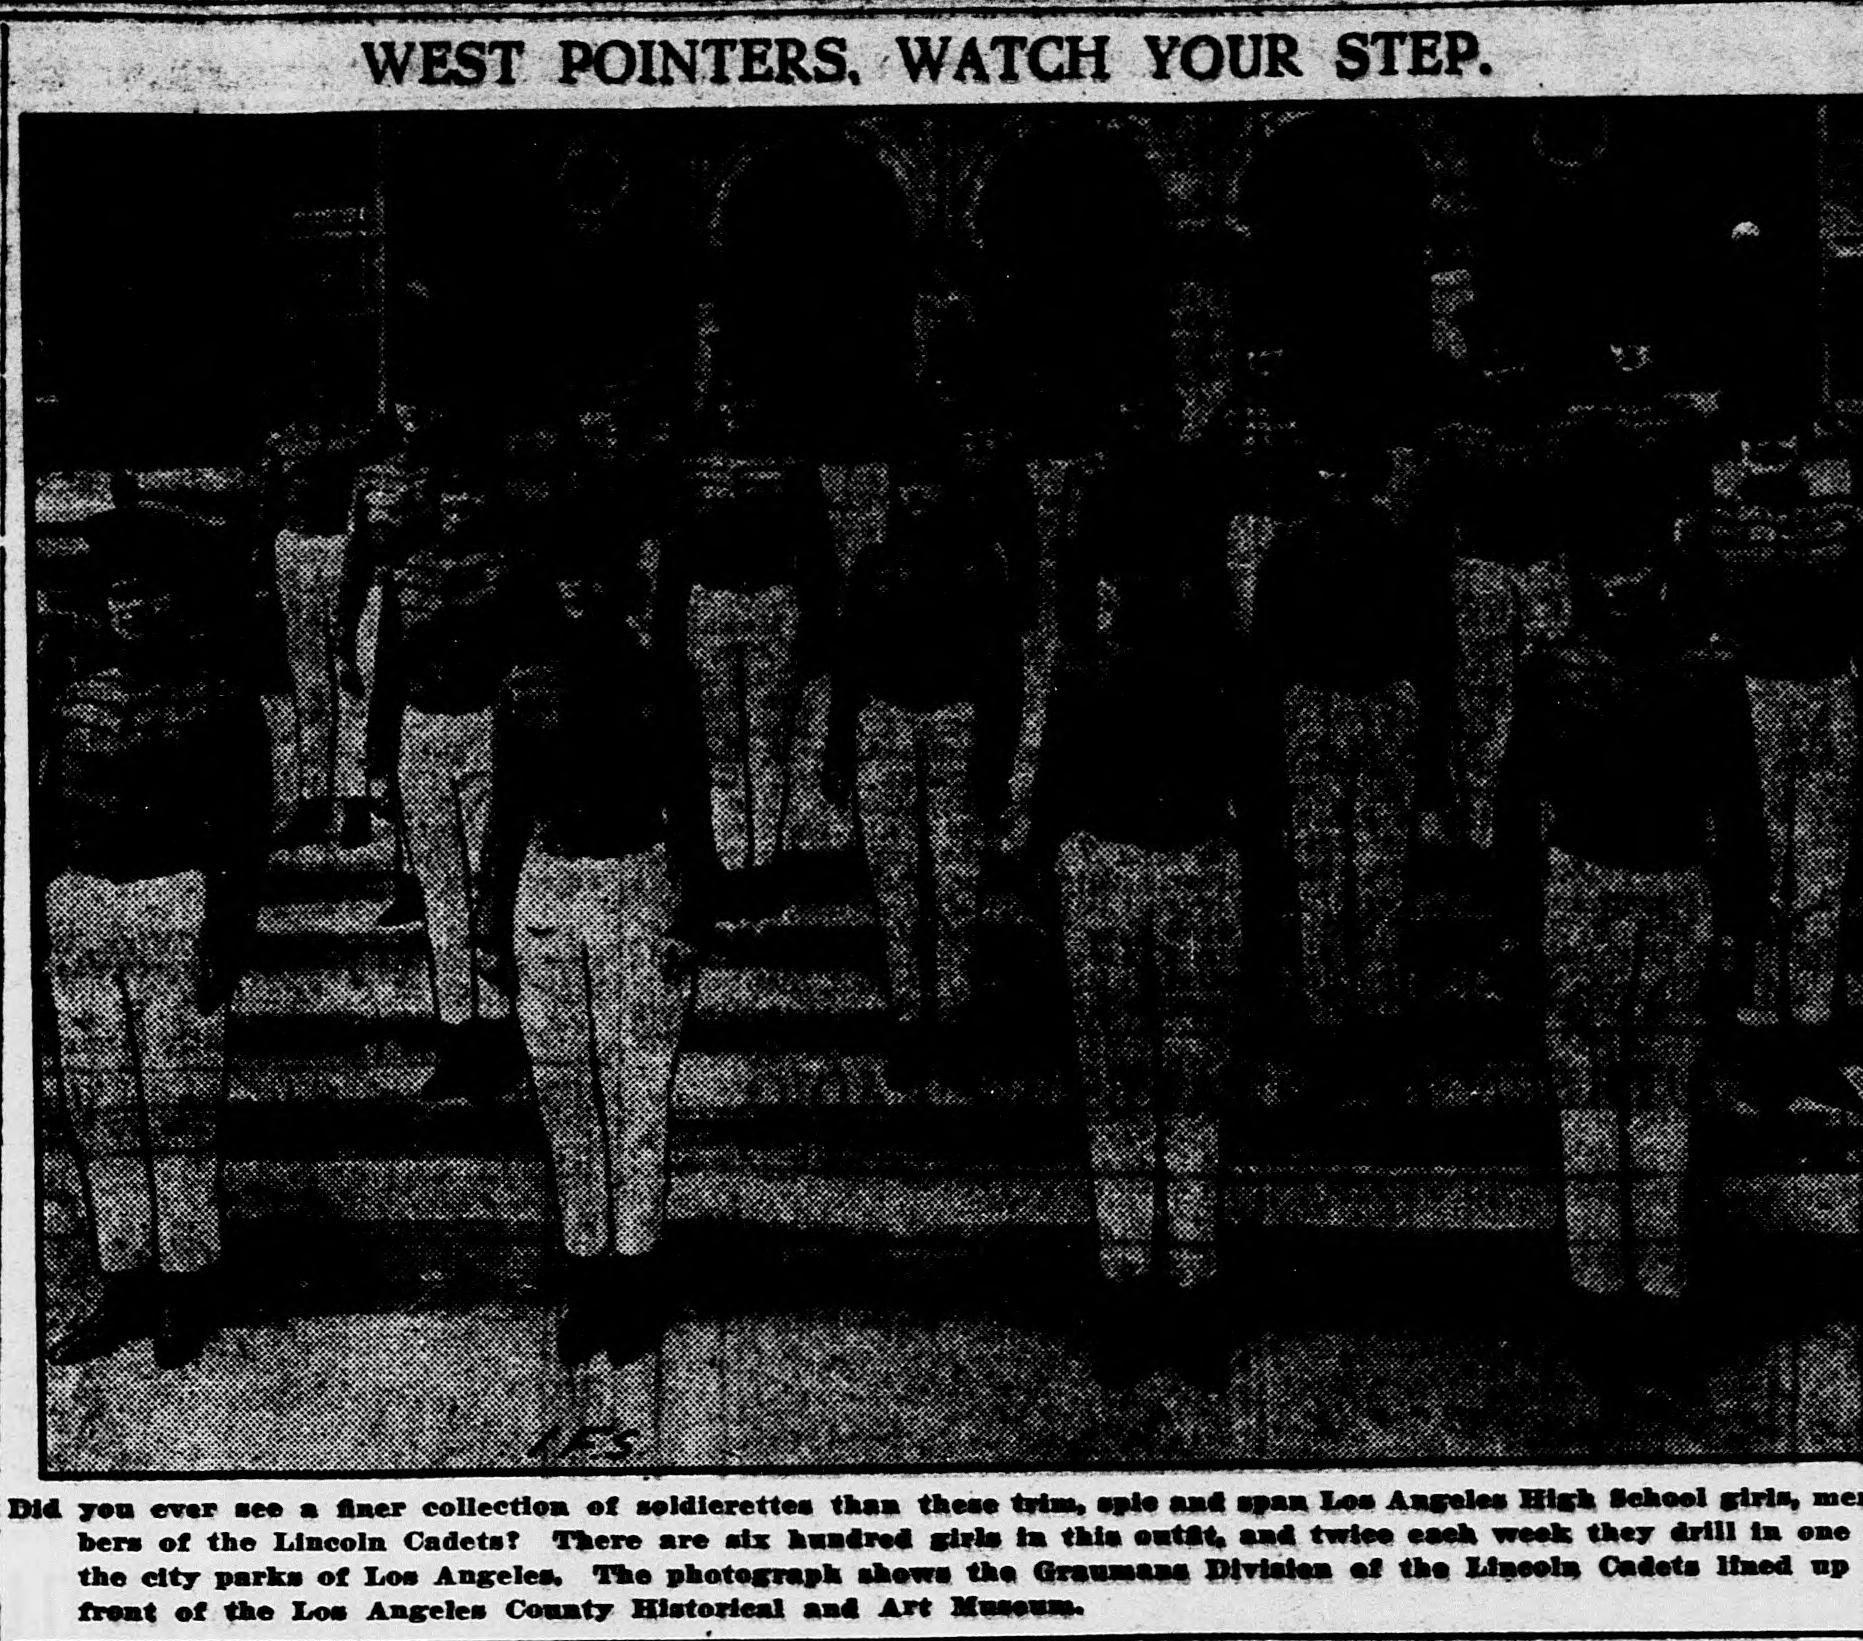 WEST POINTERS, WATCH YOUR STEP.
IFS
Did you ever see a finer collection of soldierettes than these trim, spic and span Los Angeles High School girls, mem
bers of the Lincoln Cadets? There are six hundred girls in this outfit, and twice each week they drill in one
the city parks of Los Angeles. The photograph shows the Graumans Division of the Lincoln Cadets lined up
front of the Los Angeles County Historical and Art Museum.